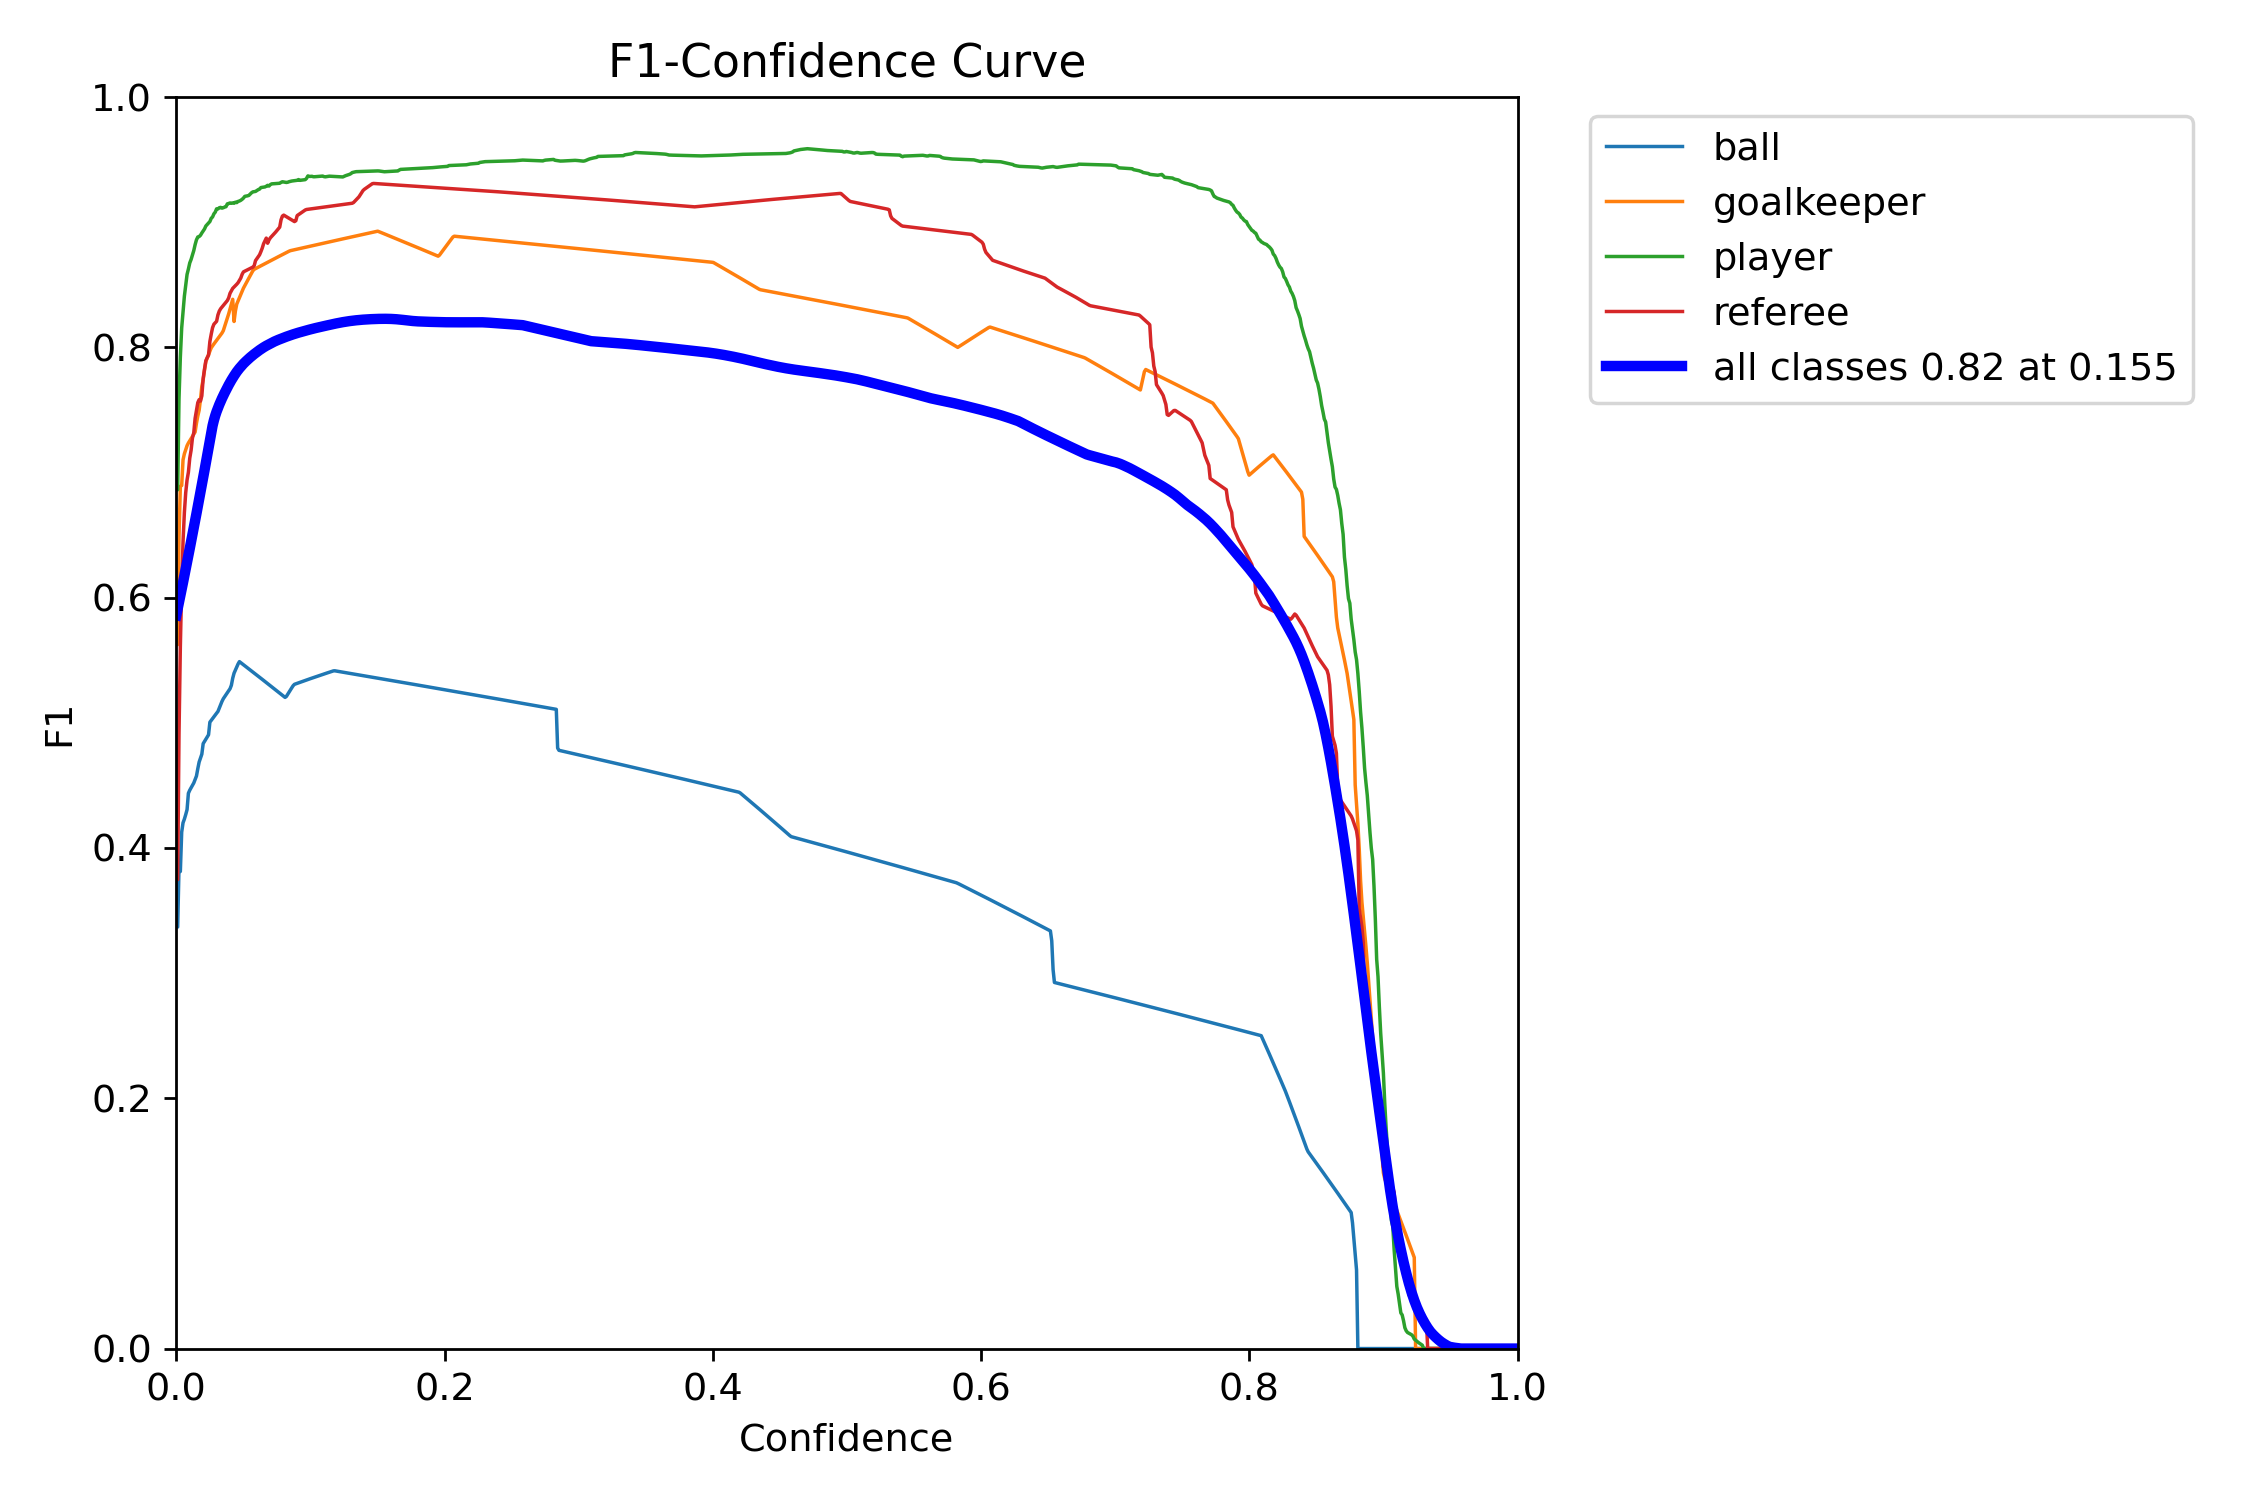 F1-Confidence Curve
1.0
0.8
0.6
0.4
0.2
0.0
F1
0.0 0.2 0.4 0.6 0.8 1.0
Confidence
ball
goalkeeper
player
referee
all classes 0.82 at 0.155